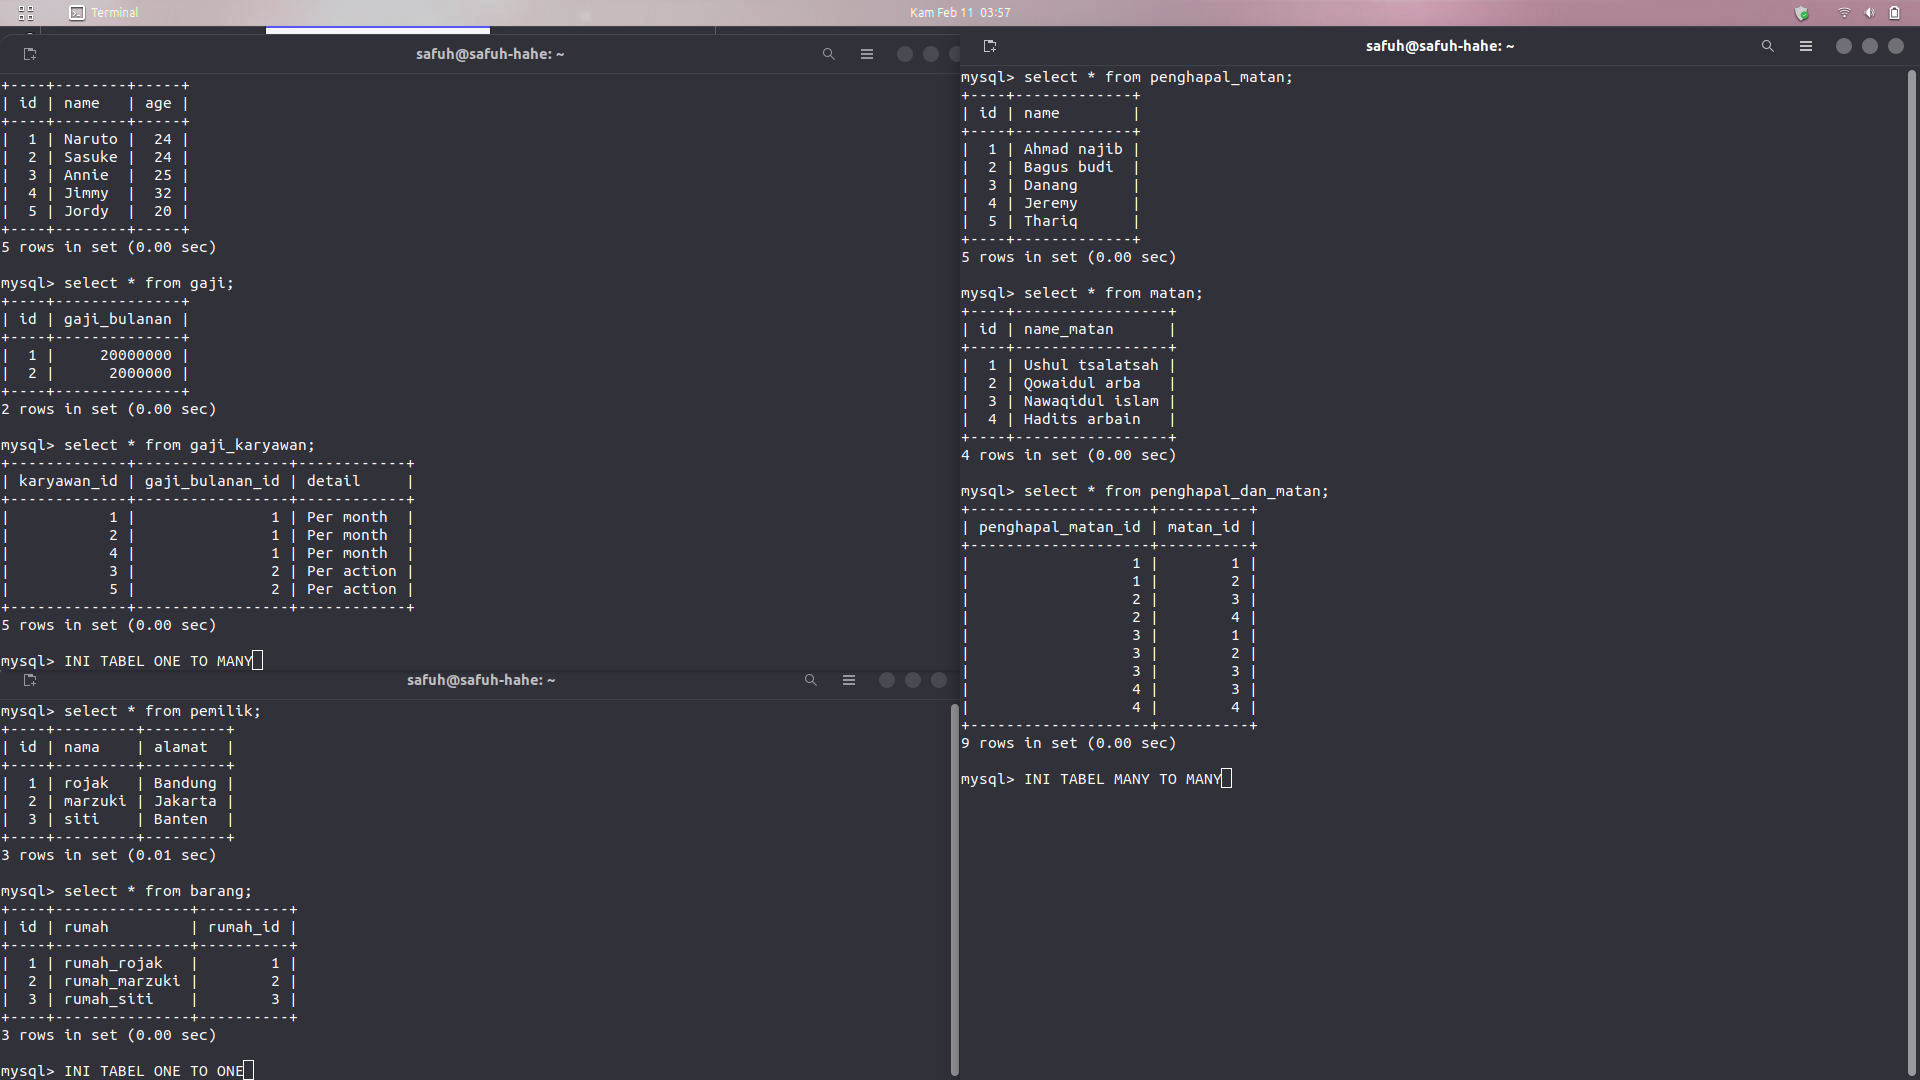 Terminal
Kam Feb 11 03:57
safuh@safuh-hahe: ~
+----+--------+-----+
| id | name   | age |
+----+--------+-----+
|  1 | Naruto |  24 |
|  2 | Sasuke |  24 |
|  3 | Annie  |  25 |
|  4 | Jimmy  |  32 |
|  5 | Jordy  |  20 |
+----+--------+-----+
5 rows in set (0.00 sec)
mysql> select * from gaji;
+----+--------------+
| id | gaji_bulanan |
+----+--------------+
|  1 |     20000000 |
|  2 |      2000000 |
+----+--------------+
2 rows in set (0.00 sec)
mysql> select * from gaji_karyawan;
+-------------+-----------------+------------+
| karyawan_id | gaji_bulanan_id | detail     |
+-------------+-----------------+------------+
|           1 |               1 | Per month  |
|           2 |               1 | Per month  |
|           4 |               1 | Per month  |
|           3 |               2 | Per action |
|           5 |               2 | Per action |
+-------------+-----------------+------------+
5 rows in set (0.00 sec)
mysql> INI TABEL ONE TO MANY
safuh@safuh-hahe: ~
mysql> select * from pemilik;
+----+---------+---------+
| id | nama    | alamat  |
+----+---------+---------+
|  1 | rojak   | Bandung |
|  2 | marzuki | Jakarta |
|  3 | siti    | Banten  |
+----+---------+---------+
3 rows in set (0.01 sec)
mysql> select * from barang;
+----+---------------+----------+
| id | rumah         | rumah_id |
+----+---------------+----------+
|  1 | rumah_rojak   |        1 |
|  2 | rumah_marzuki |        2 |
|  3 | rumah_siti    |        3 |
+----+---------------+----------+
3 rows in set (0.00 sec)
mysql> INI TABEL ONE TO ONE
safuh@safuh-hahe: ~
mysql> select * from penghapal_matan;
+----+-------------+
| id | name        |
+----+-------------+
|  1 | Ahmad najib |
|  2 | Bagus budi  |
|  3 | Danang      |
|  4 | Jeremy      |
|  5 | Thariq      |
+----+-------------+
5 rows in set (0.00 sec)
mysql> select * from matan;
+----+-----------------+
| id | name_matan      |
+----+-----------------+
|  1 | Ushul tsalatsah |
|  2 | Qowaidul arba   |
|  3 | Nawaqidul islam |
|  4 | Hadits arbain   |
+----+-----------------+
4 rows in set (0.00 sec)
mysql> select * from penghapal_dan_matan;
+--------------------+----------+
| penghapal_matan_id | matan_id |
+--------------------+----------+
|                  1 |        1 |
|                  1 |        2 |
|                  2 |        3 |
|                  2 |        4 |
|                  3 |        1 |
|                  3 |        2 |
|                  3 |        3 |
|                  4 |        3 |
|                  4 |        4 |
+--------------------+----------+
9 rows in set (0.00 sec)
mysql> INI TABEL MANY TO MANY